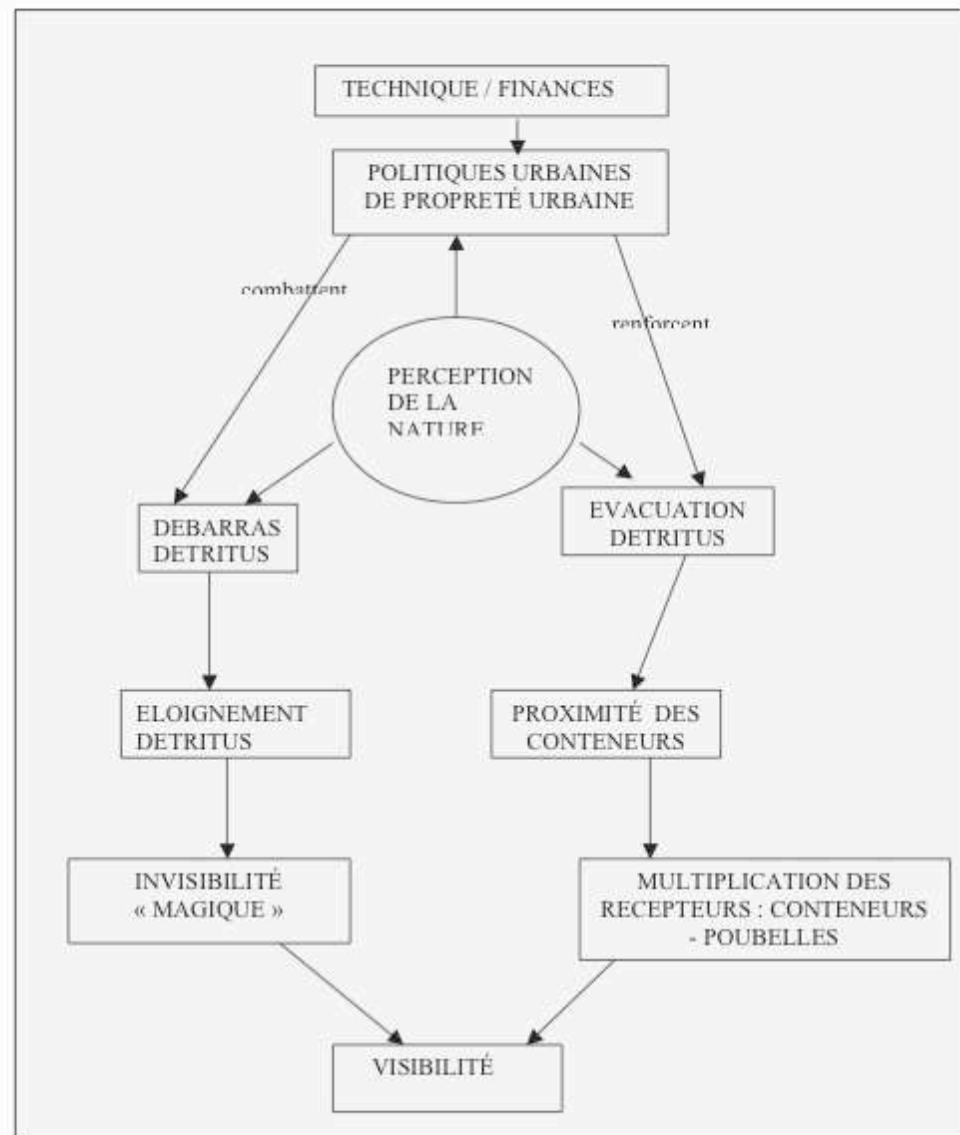 TECHNIQUE / FINANCES
POLITIQUES URBAINES
DE PROPRETÉ URBAINE
combattent
renforcent
PERCEPTION
DE LA
NATURE
DEBARRAS
DETRITUS
EVACUATION
DETRITUS
ELOIGNEMENT
DETRITUS
PROXIMITÉ DES
CONTENEURS
INVISIBILITÉ
« MAGIQUE »
MULTIPLICATION DES
RECEPTEURS : CONTENEURS
- POUBELLES
VISIBILITÉ